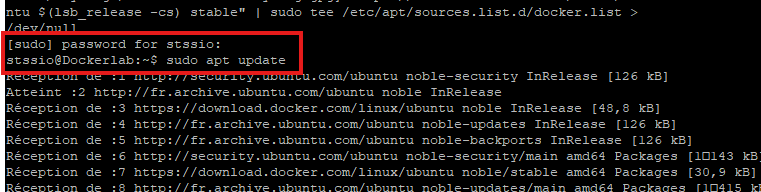 ntu $(lsb_release -cs) stable" | sudo tee /etc/apt/sources.list.d/docker.list >
/dev/null
[sudo] password for stssio:
stssio@Dockerlab:~$ sudo apt update
Réception de :1 http://security.ubuntu.com/ubuntu noble-security InRelease [126 kB]
Atteint :2 http://fr.archive.ubuntu.com/ubuntu noble InRelease
Réception de :3 https://download.docker.com/linux/ubuntu noble InRelease [48,8 kB]
Réception de :4 http://fr.archive.ubuntu.com/ubuntu noble-updates InRelease [126 kB]
Réception de :5 http://fr.archive.ubuntu.com/ubuntu noble-backports InRelease [126 kB]
Réception de :6 http://security.ubuntu.com/ubuntu noble-security/main amd64 Packages [1▯143 kB]
Réception de :7 https://download.docker.com/linux/ubuntu noble/stable amd64 Packages [30,9 kB]
Réception de :8 http://fr.archive.ubuntu.com/ubuntu noble-updates/main amd64 Packages [1▯415 kB]